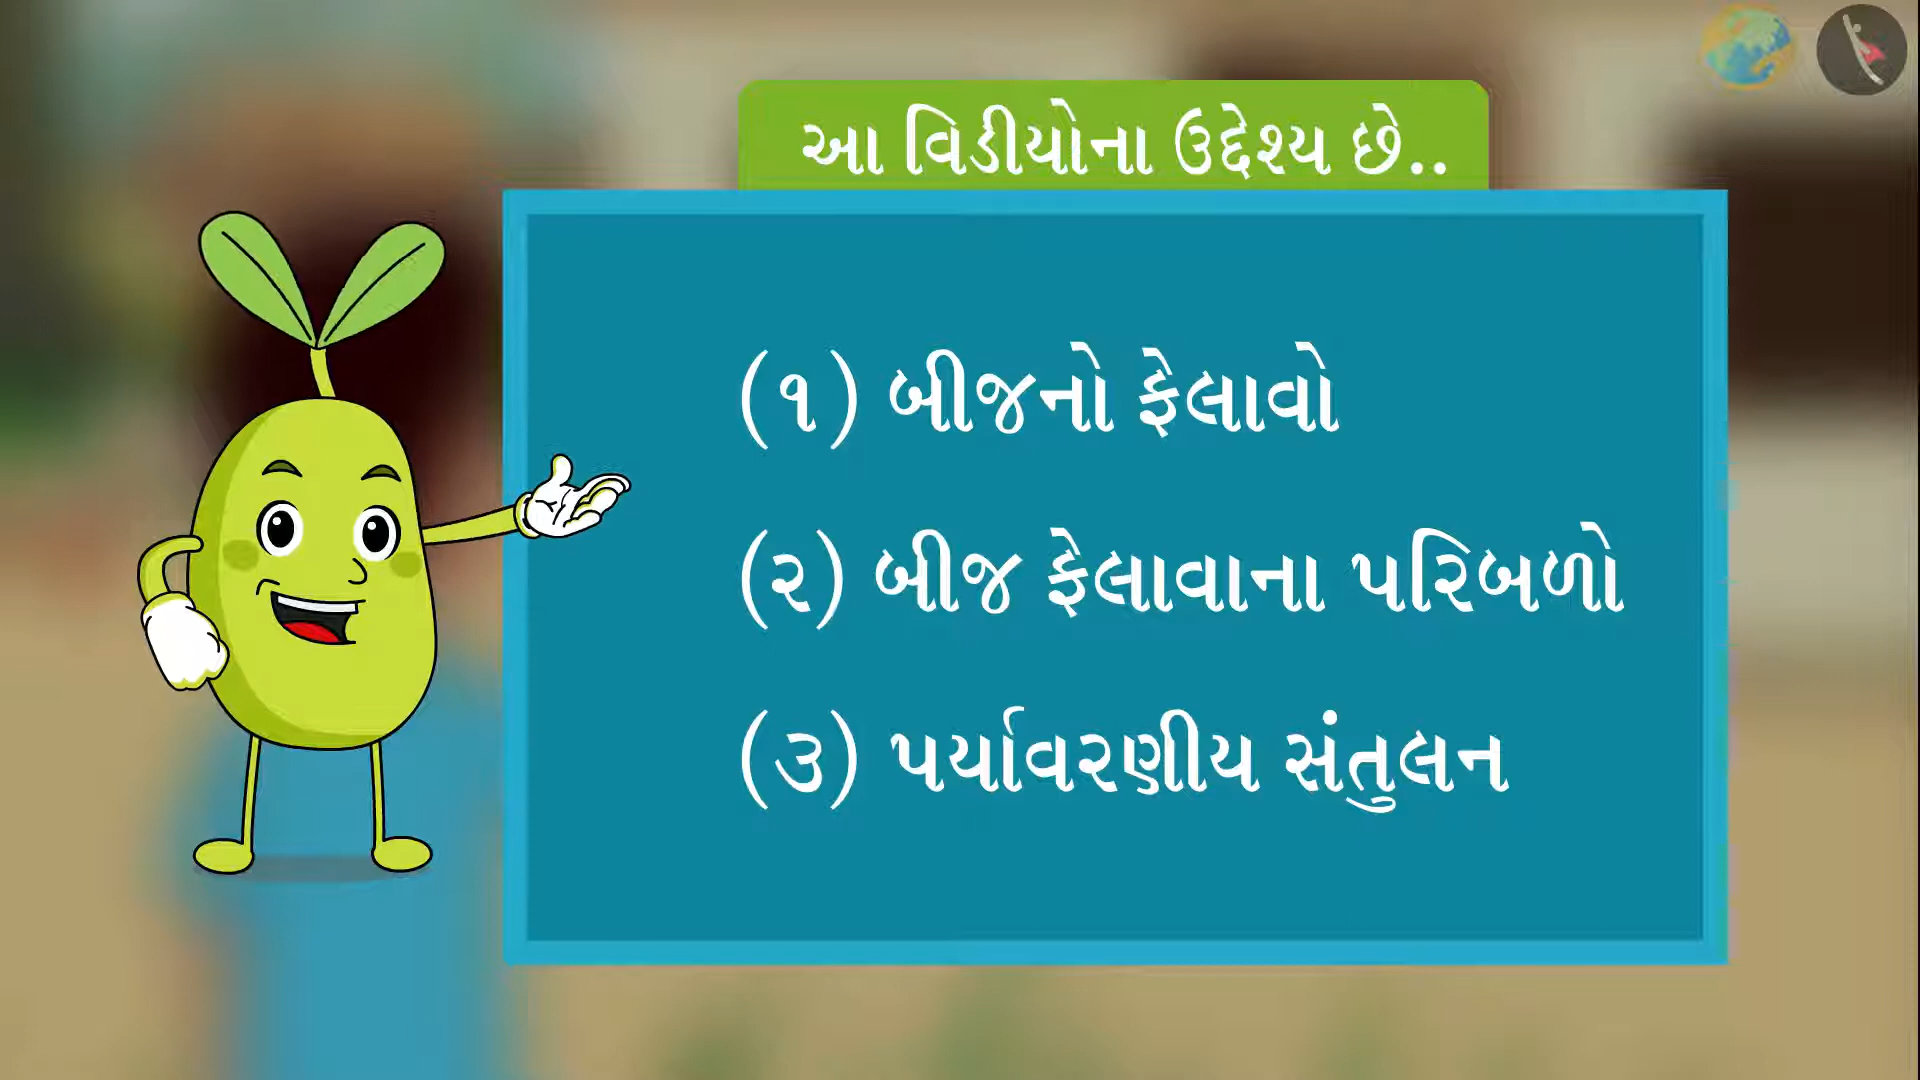 આ વિડીયોના ઉદ્દેશ્ય છે..
(૧) બીજનો ફેલાવો
(૨) બીજ ફેલાવાના પરિબળો
(૩) પર્યાવરણીય સંતુલન